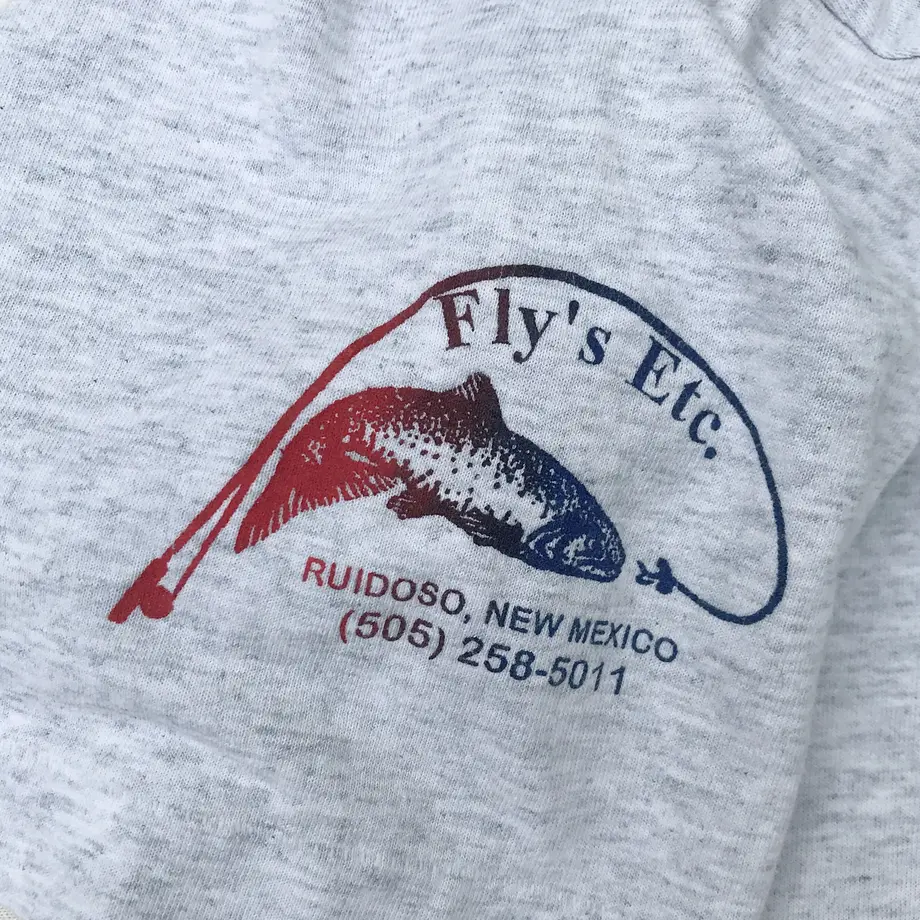 Fly's Etc.
RUIDOSO, NEW MEXICO
(505) 258-5011